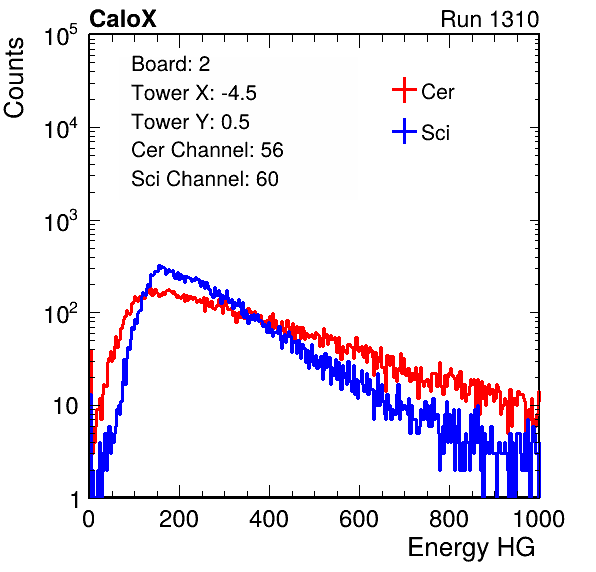 CaloX Run 1310
Counts
Board: 2
Tower X: -4.5
Tower Y: 0.5
Cer Channel: 56
Sci Channel: 60
Cer
Sci
10^5
10^4
10^3
10^2
10
1
0 200 400 600 800 1000
Energy HG